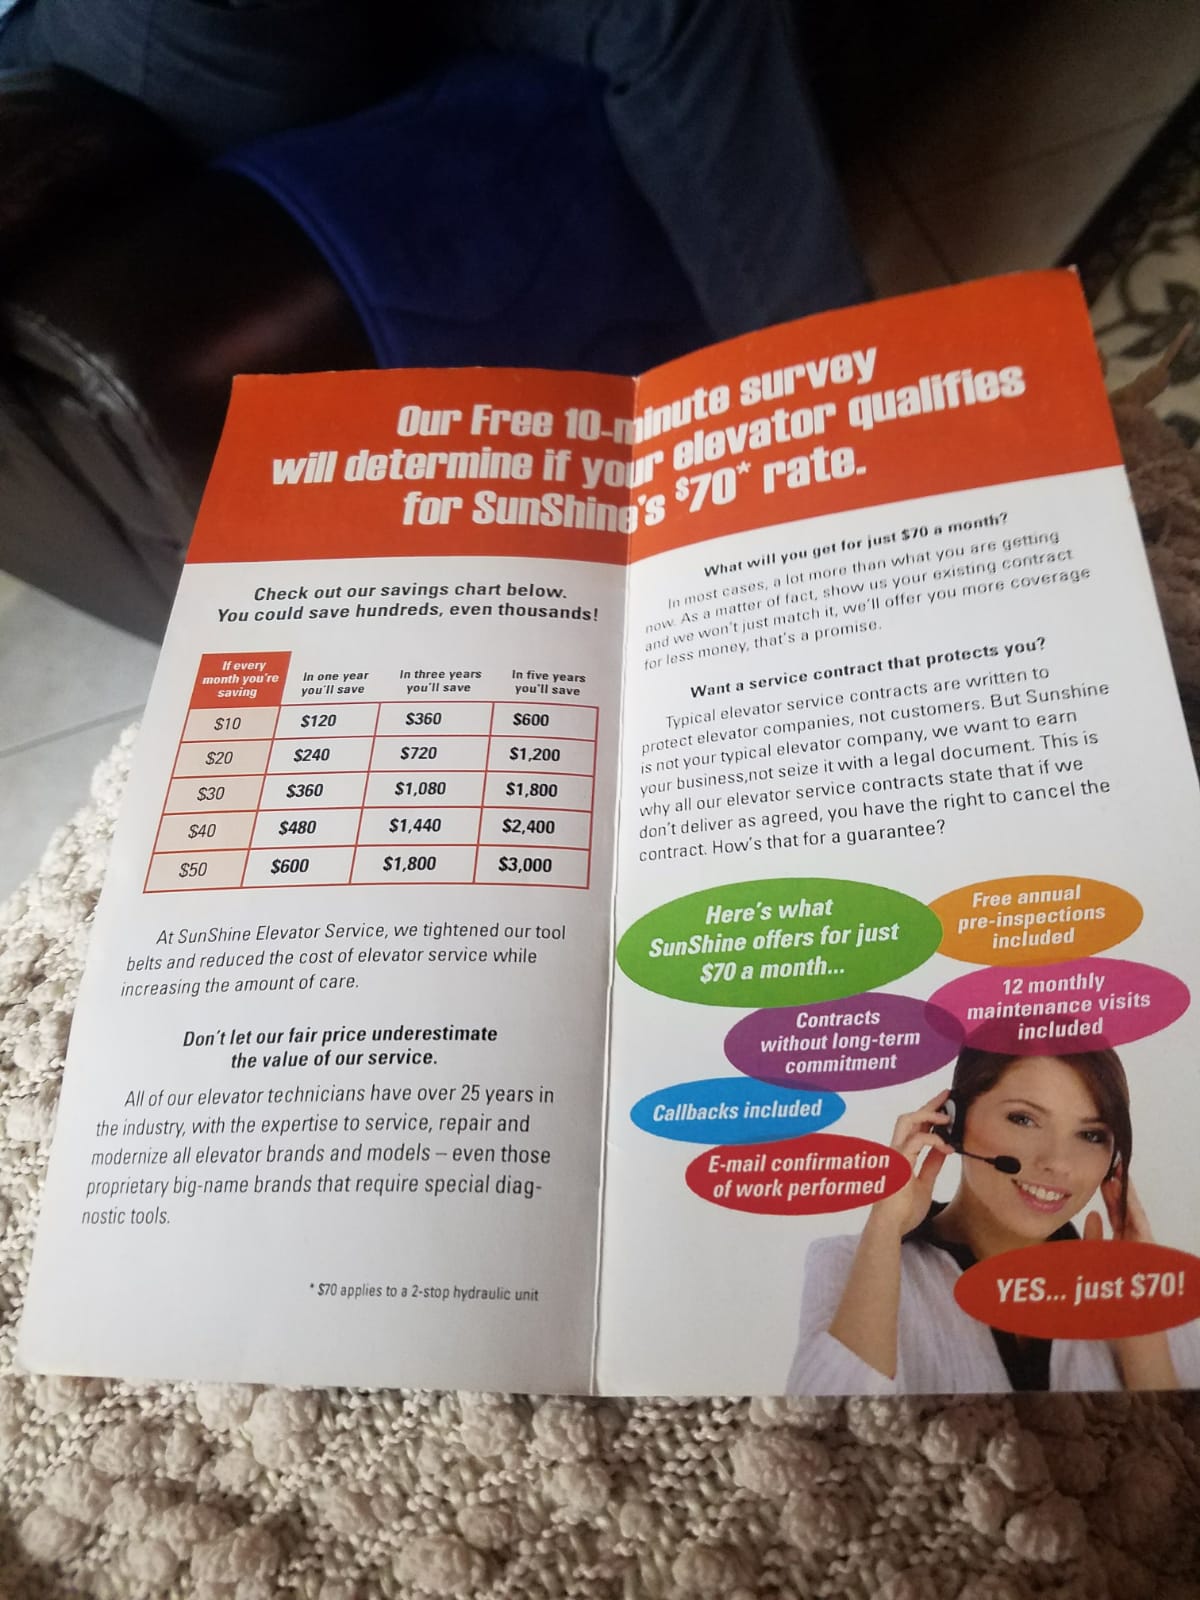 Our Free 10-minute survey
will determine if your elevator qualifies
for SunShine's $70* rate.
Check out our savings chart below.
You could save hundreds, even thousands!
If every
month you're
saving
In one year
you'll save
In three years
you'll save
In five years
you'll save
$10 $120 $360 $600
$20 $240 $720 $1,200
$30 $360 $1,080 $1,800
$40 $480 $1,440 $2,400
$50 $600 $1,800 $3,000
At SunShine Elevator Service, we tightened our tool
belts and reduced the cost of elevator service while
increasing the amount of care.
Don't let our fair price underestimate
the value of our service.
All of our elevator technicians have over 25 years in
the industry, with the expertise to service, repair and
modernize all elevator brands and models – even those
proprietary big-name brands that require special diag-
nostic tools.
* $70 applies to a 2-stop hydraulic unit
What will you get for just $70 a month?
In most cases, a lot more than what you are getting
now. As a matter of fact, show us your existing contract
and we won't just match it, we'll offer you more coverage
for less money, that's a promise.
Want a service contract that protects you?
Typical elevator service contracts are written to
protect elevator companies, not customers. But Sunshine
is not your typical elevator company, we want to earn
your business,not seize it with a legal document. This is
why all our elevator service contracts state that if we
don't deliver as agreed, you have the right to cancel the
contract. How's that for a guarantee?
Here's what
SunShine offers for just
$70 a month...
Free annual
pre-inspections
included
12 monthly
maintenance visits
included
Contracts
without long-term
commitment
Callbacks included
E-mail confirmation
of work performed
YES... just $70!